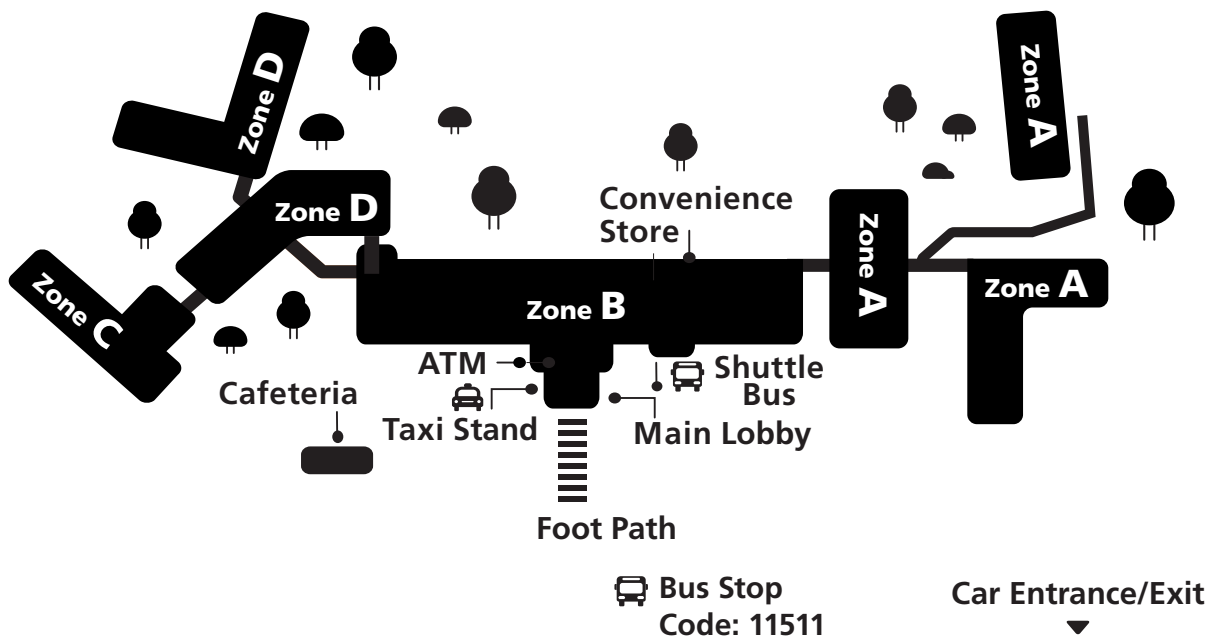 Zone D
Zone A
Zone D
Convenience
Store
Zone A
Zone A
Zone C
Zone B
ATM
Shuttle
Bus
Cafeteria
Taxi Stand
Main Lobby
Foot Path
Bus Stop
Code: 11511
Car Entrance/Exit